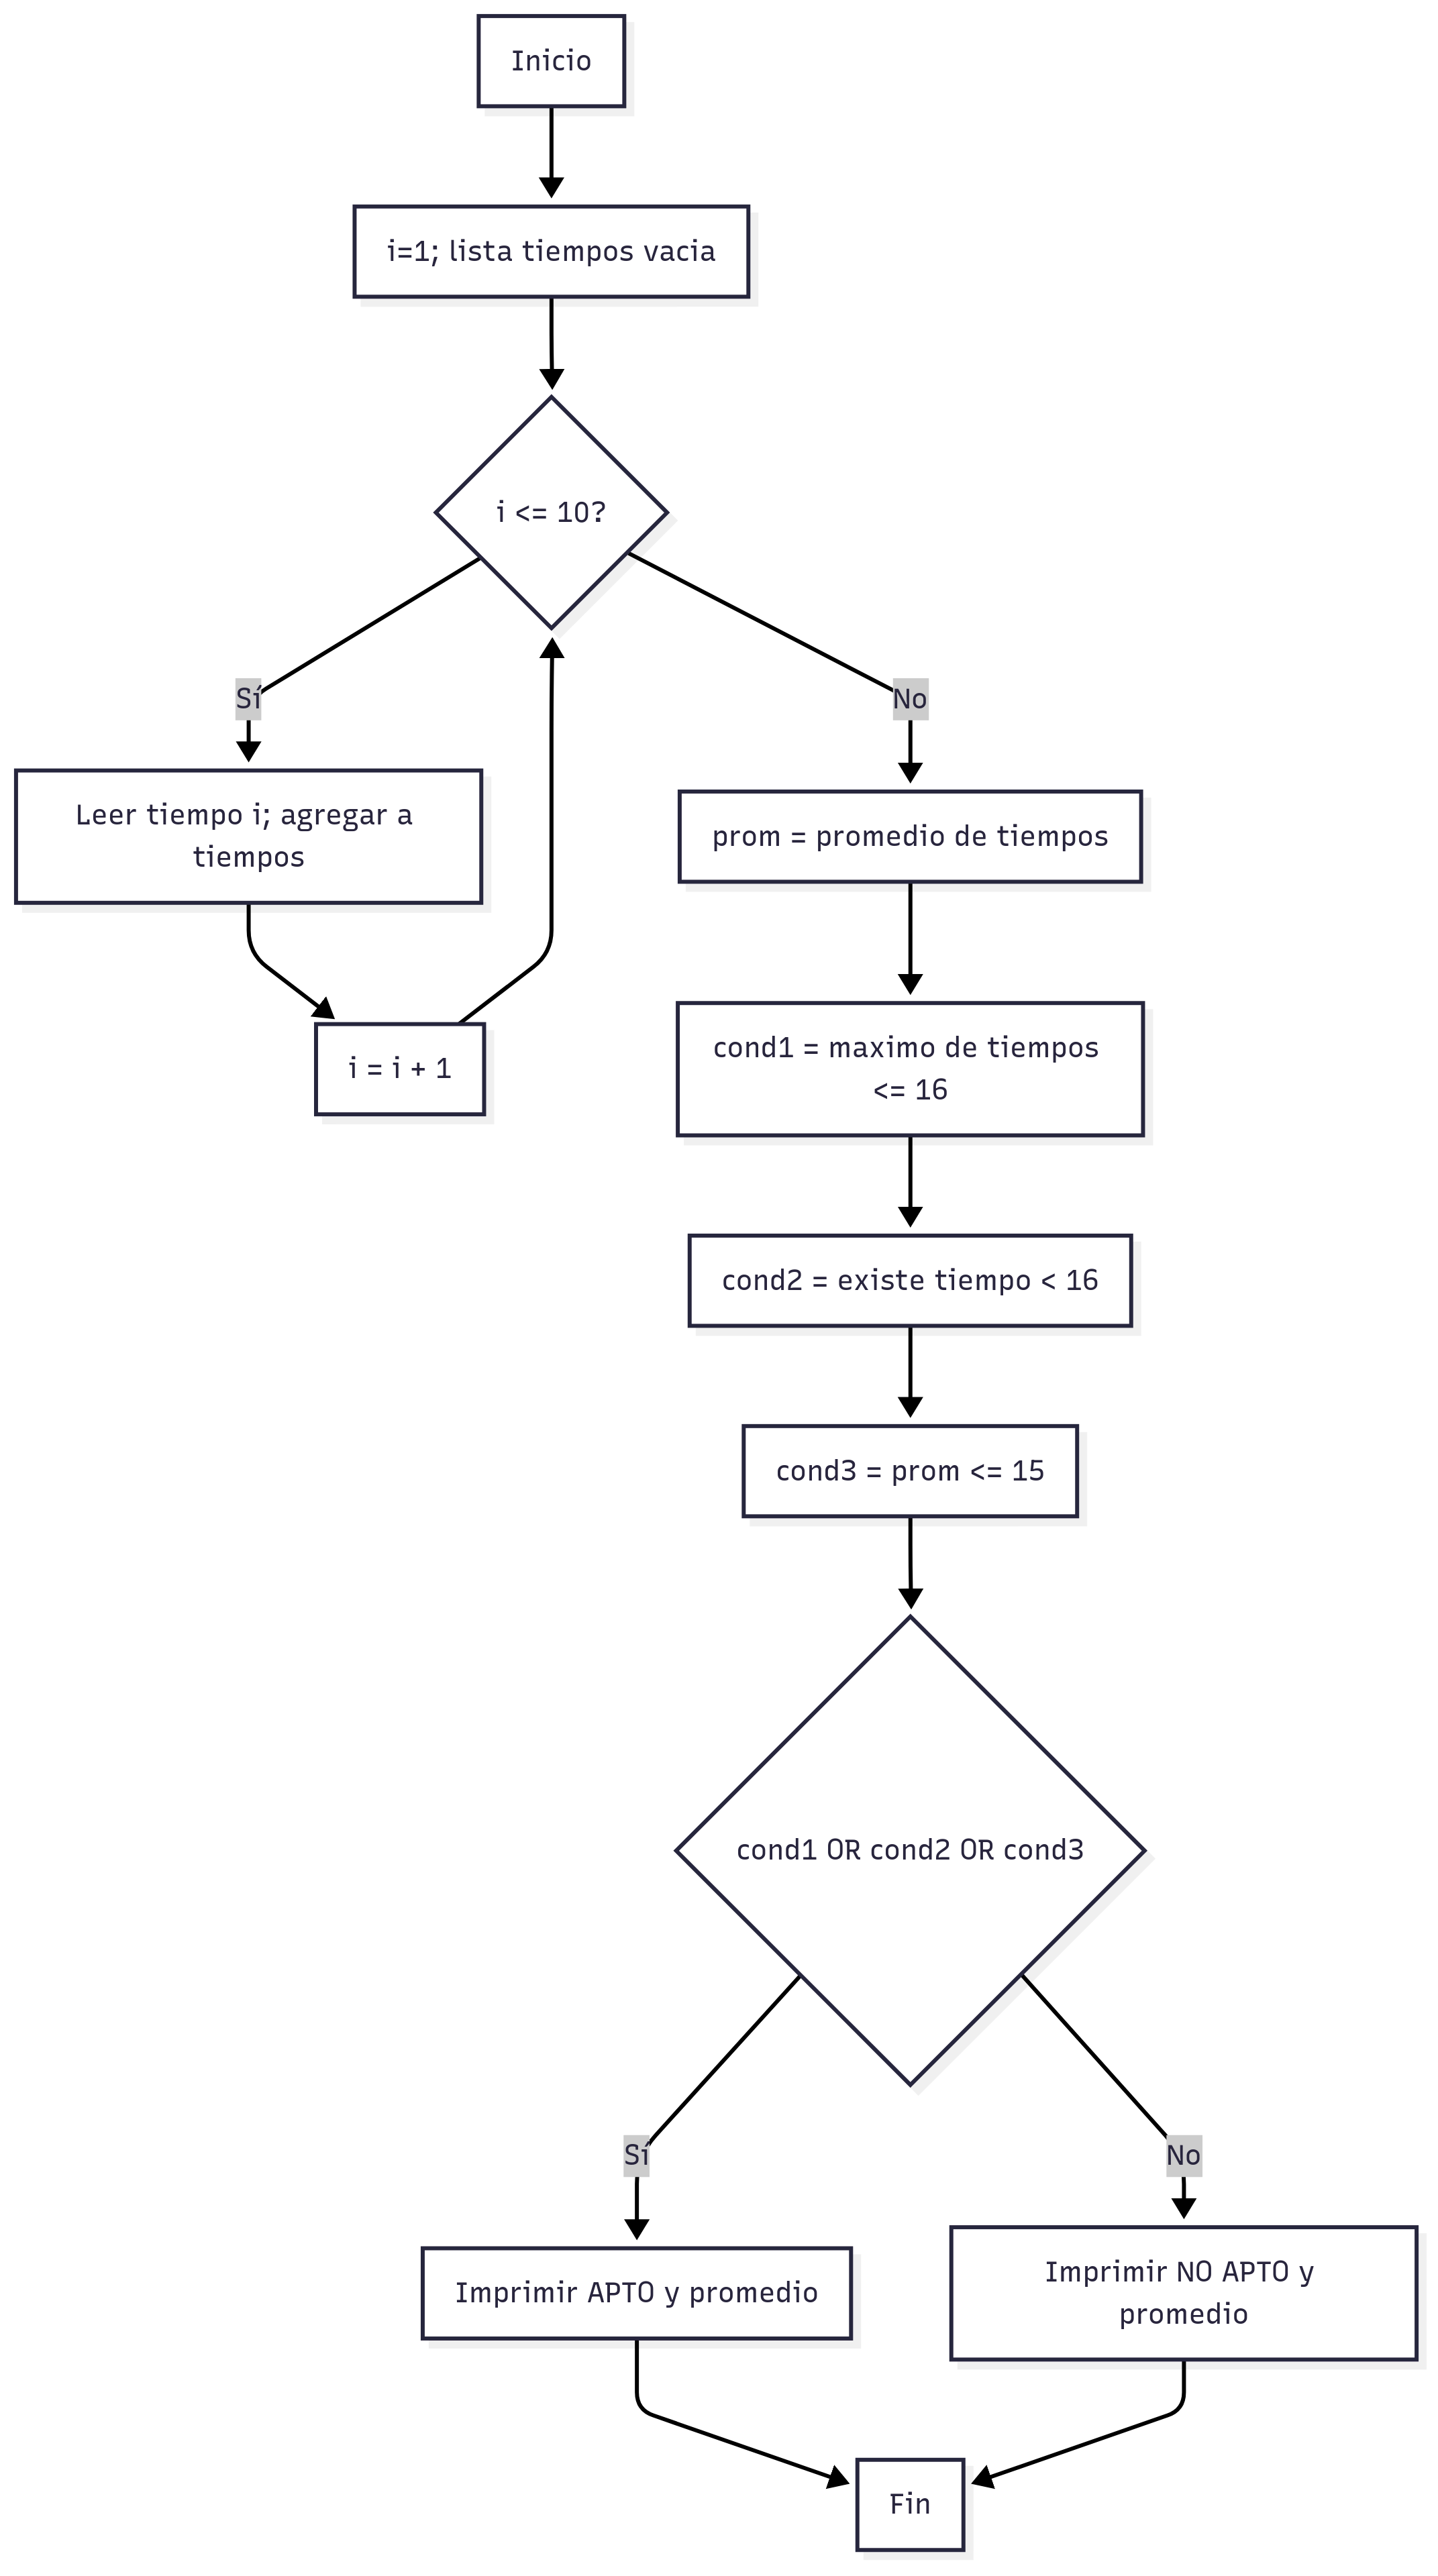 Inicio
i=1; lista tiempos vacia
i <= 10?
Sí
No
Leer tiempo i; agregar a
tiempos
i = i + 1
prom = promedio de tiempos
cond1 = maximo de tiempos
<= 16
cond2 = existe tiempo < 16
cond3 = prom <= 15
cond1 OR cond2 OR cond3
Sí
No
Imprimir APTO y promedio
Imprimir NO APTO y
promedio
Fin